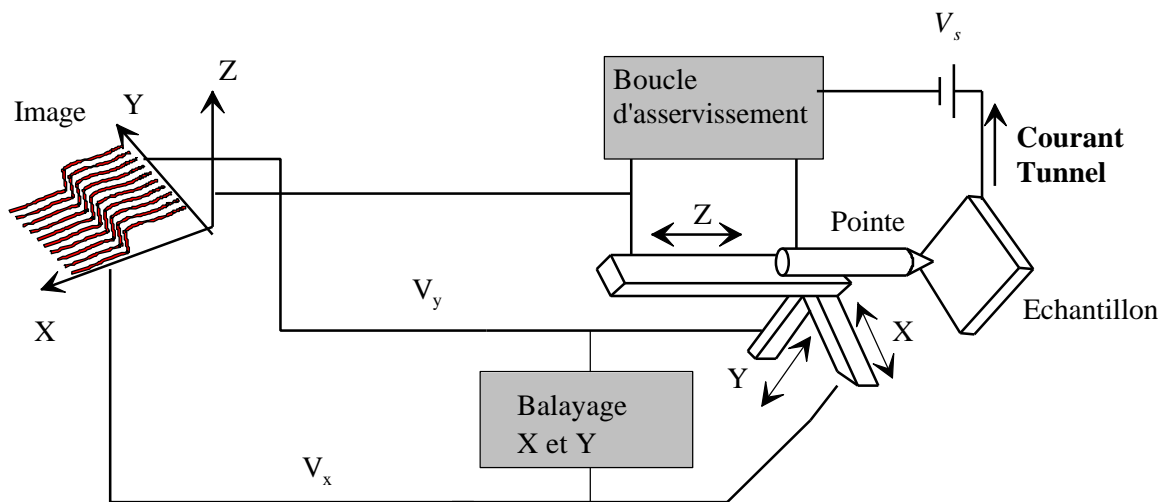 V_s
Z
Boucle
d'asservissement
Y
Image
Courant
Tunnel
Z
Pointe
V_y
X
Echantillon
X
Y
Balayage
X et Y
V_x